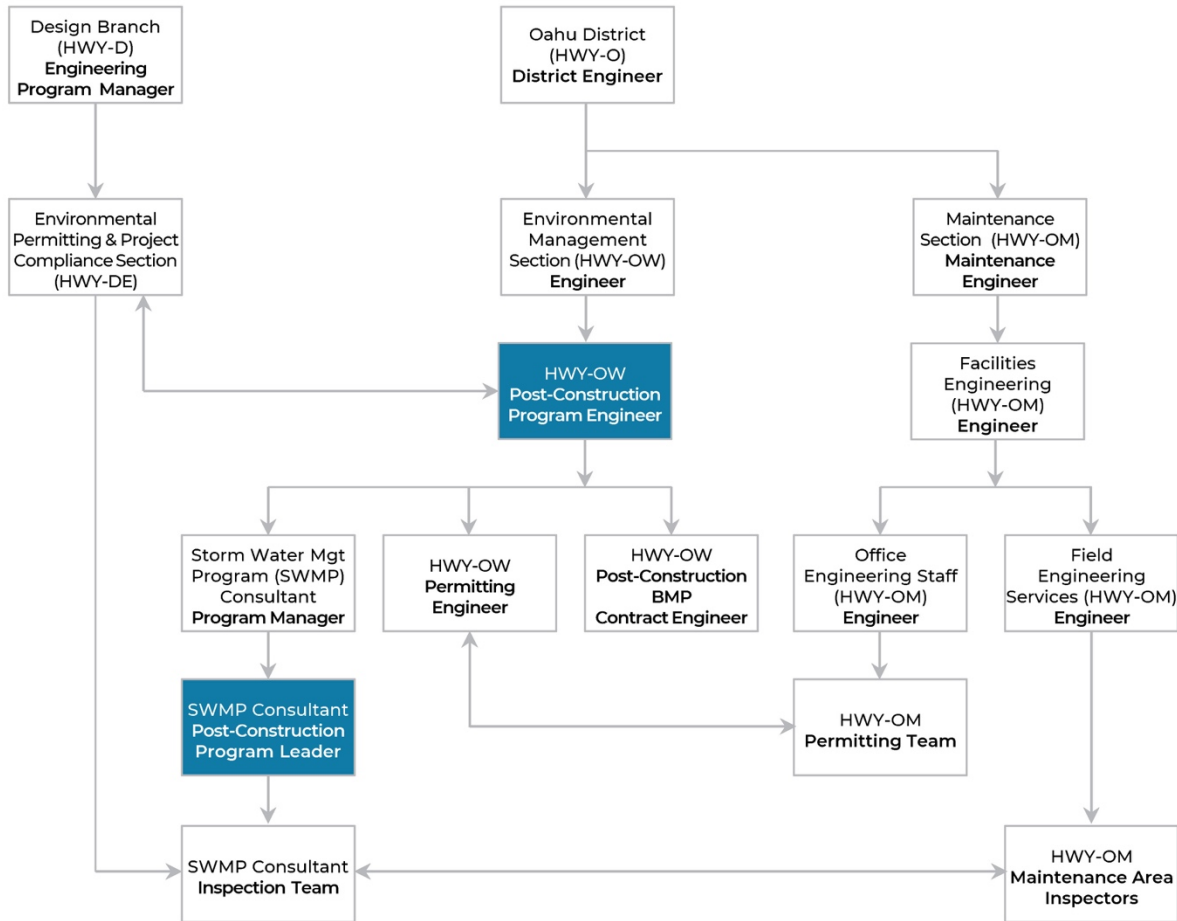 Design Branch
(HWY-D)
Engineering
Program Manager
Oahu District
(HWY-O)
District Engineer
Environmental
Permitting & Project
Compliance Section
(HWY-DE)
Environmental
Management
Section (HWY-OW)
Engineer
Maintenance
Section (HWY-OM)
Maintenance
Engineer
HWY-OW
Post-Construction
Program Engineer
Facilities
Engineering
(HWY-OM)
Engineer
Storm Water Mgt
Program (SWMP)
Consultant
Program Manager
HWY-OW
Permitting
Engineer
HWY-OW
Post-Construction
BMP
Contract Engineer
Office
Engineering Staff
(HWY-OM)
Engineer
Field
Engineering
Services (HWY-OM)
Engineer
SWMP Consultant
Post-Construction
Program Leader
HWY-OM
Permitting Team
SWMP Consultant
Inspection Team
HWY-OM
Maintenance Area
Inspectors